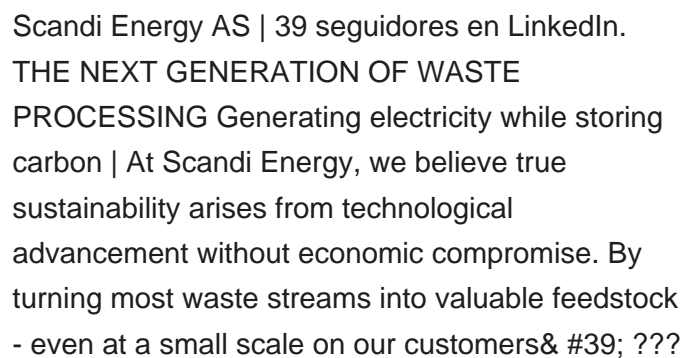 Scandi Energy AS | 39 seguidores en LinkedIn.
THE NEXT GENERATION OF WASTE
PROCESSING Generating electricity while storing
carbon | At Scandi Energy, we believe true
sustainability arises from technological
advancement without economic compromise. By
turning most waste streams into valuable feedstock
- even at a small scale on our customers& #39; ???